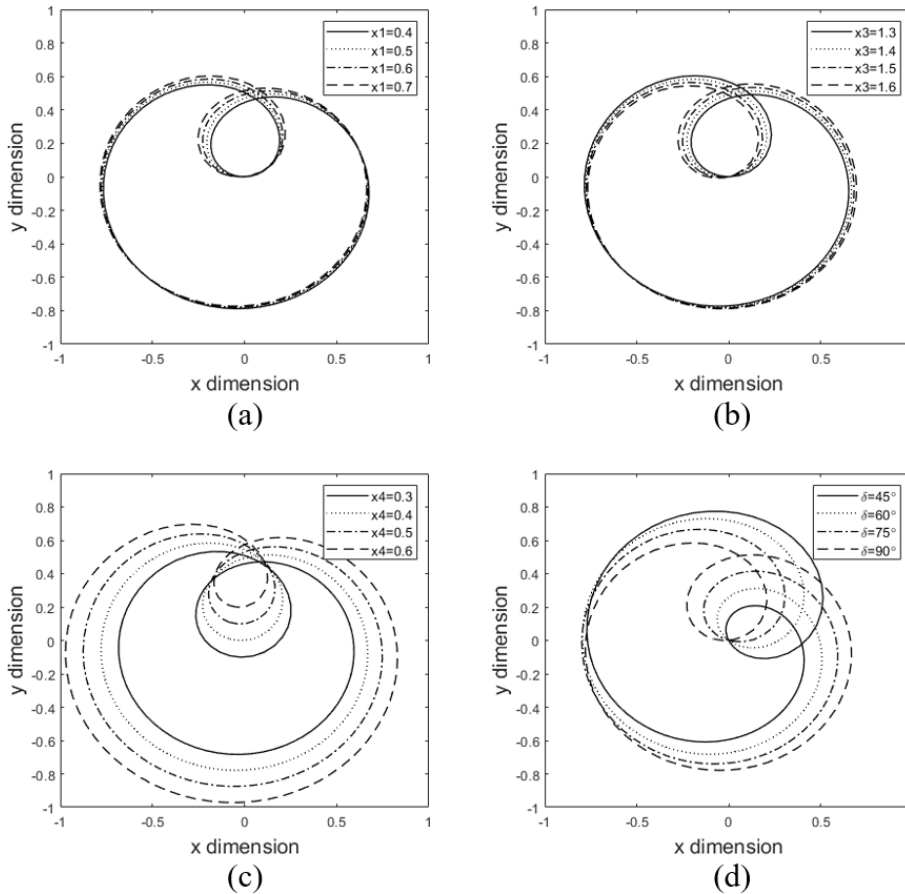 1
0.8
0.6
0.4
0.2
0
-0.2
-0.4
-0.6
-0.8
-1
y dimension
x1=0.4
x1=0.5
x1=0.6
x1=0.7
-1 -0.5 0 0.5 1
x dimension
(a)
1
0.8
0.6
0.4
0.2
0
-0.2
-0.4
-0.6
-0.8
-1
y dimension
x3=1.3
x3=1.4
x3=1.5
x3=1.6
-1 -0.5 0 0.5
x dimension
(b)
1
0.8
0.6
0.4
0.2
0
-0.2
-0.4
-0.6
-0.8
-1
y dimension
x4=0.3
x4=0.4
x4=0.5
x4=0.6
-1 -0.5 0 0.5 1
x dimension
(c)
1
0.8
0.6
0.4
0.2
0
-0.2
-0.4
-0.6
-0.8
-1
y dimension
δ=45°
δ=60°
δ=75°
δ=90°
-1 -0.5 0 0.5
x dimension
(d)